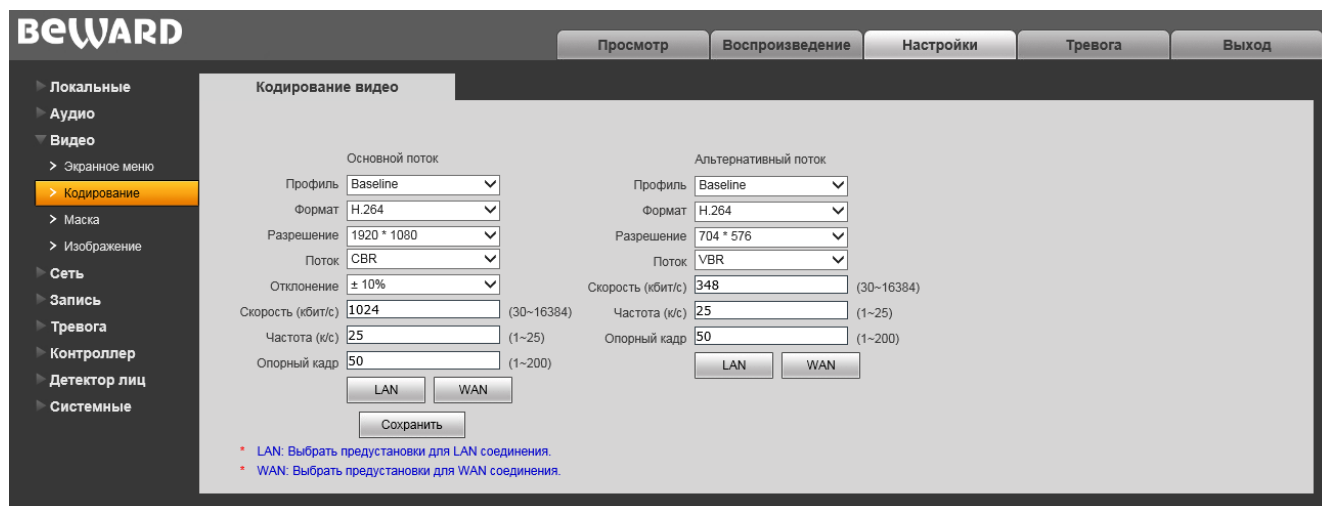 BEWARD
Просмотр Воспроизведение Настройки Тревога Выход
Локальные
Аудио
Видео
> Экранное меню
> Кодирование
> Маска
> Изображение
Сеть
Запись
Тревога
Контроллер
Детектор лиц
Системные
Кодирование видео
Основной поток
Профиль Baseline
Формат H.264
Разрешение 1920 * 1080
Поток CBR
Отклонение ± 10%
Скорость (кбит/с) 1024 (30~16384)
Частота (к/с) 25 (1~25)
Опорный кадр 50 (1~200)
LAN WAN
Альтернативный поток
Профиль Baseline
Формат H.264
Разрешение 704 * 576
Поток VBR
Скорость (кбит/с) 348 (30~16384)
Частота (к/с) 25 (1~25)
Опорный кадр 50 (1~200)
LAN WAN
Сохранить
* LAN: Выбрать предустановки для LAN соединения.
* WAN: Выбрать предустановки для WAN соединения.